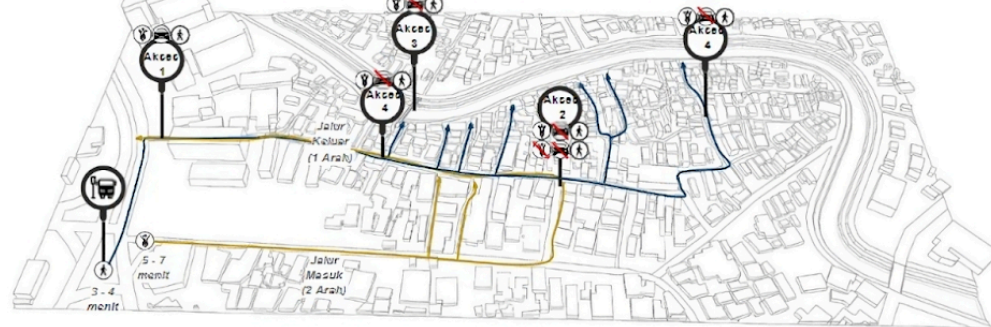 Akses
3
Akses
4
Akses
1
Akses
4
Akses
2
Jalur
Keluar
(1 Arah)
5 - 7
menit
Jalur
Masuk
(2 Arah)
3 - 4
menit